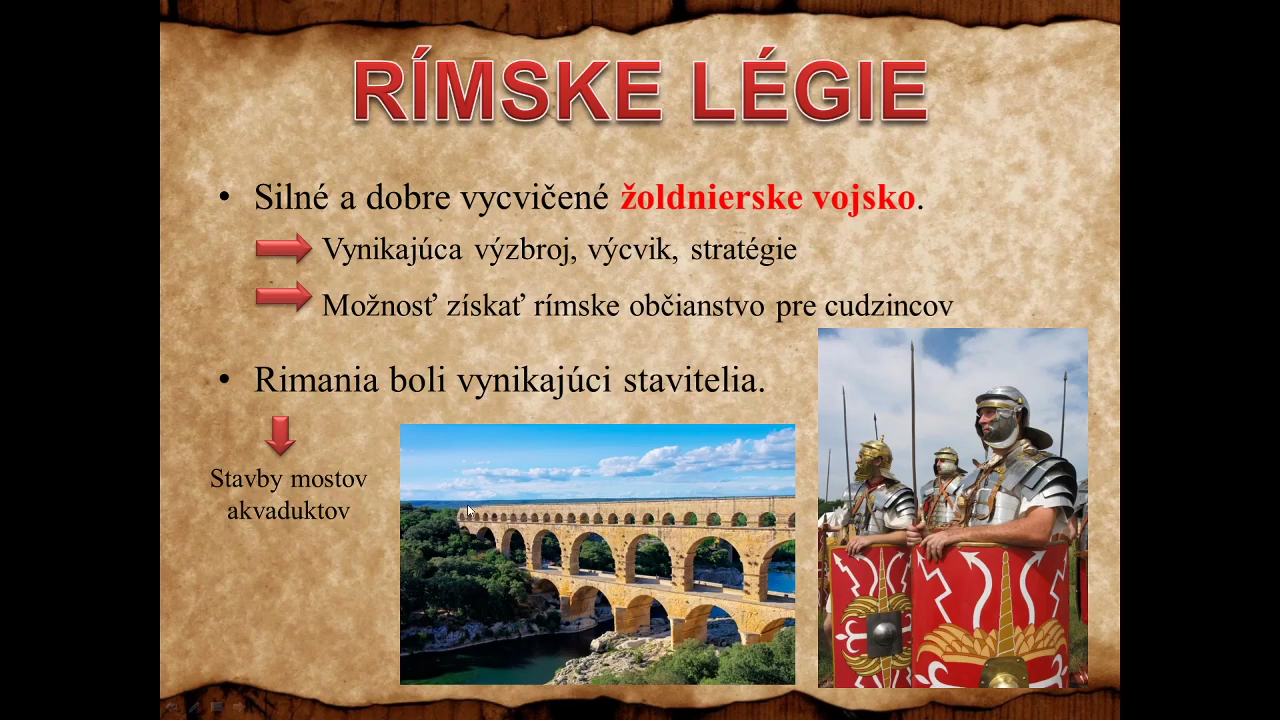 RÍMSKE LÉGIE
• Silné a dobre vycvičené žoldnierske vojsko.
Vynikajúca výzbroj, výcvik, stratégie
Možnosť získať rímske občianstvo pre cudzincov
• Rimania boli vynikajúci stavitelia.
Stavby mostov
akvaduktov